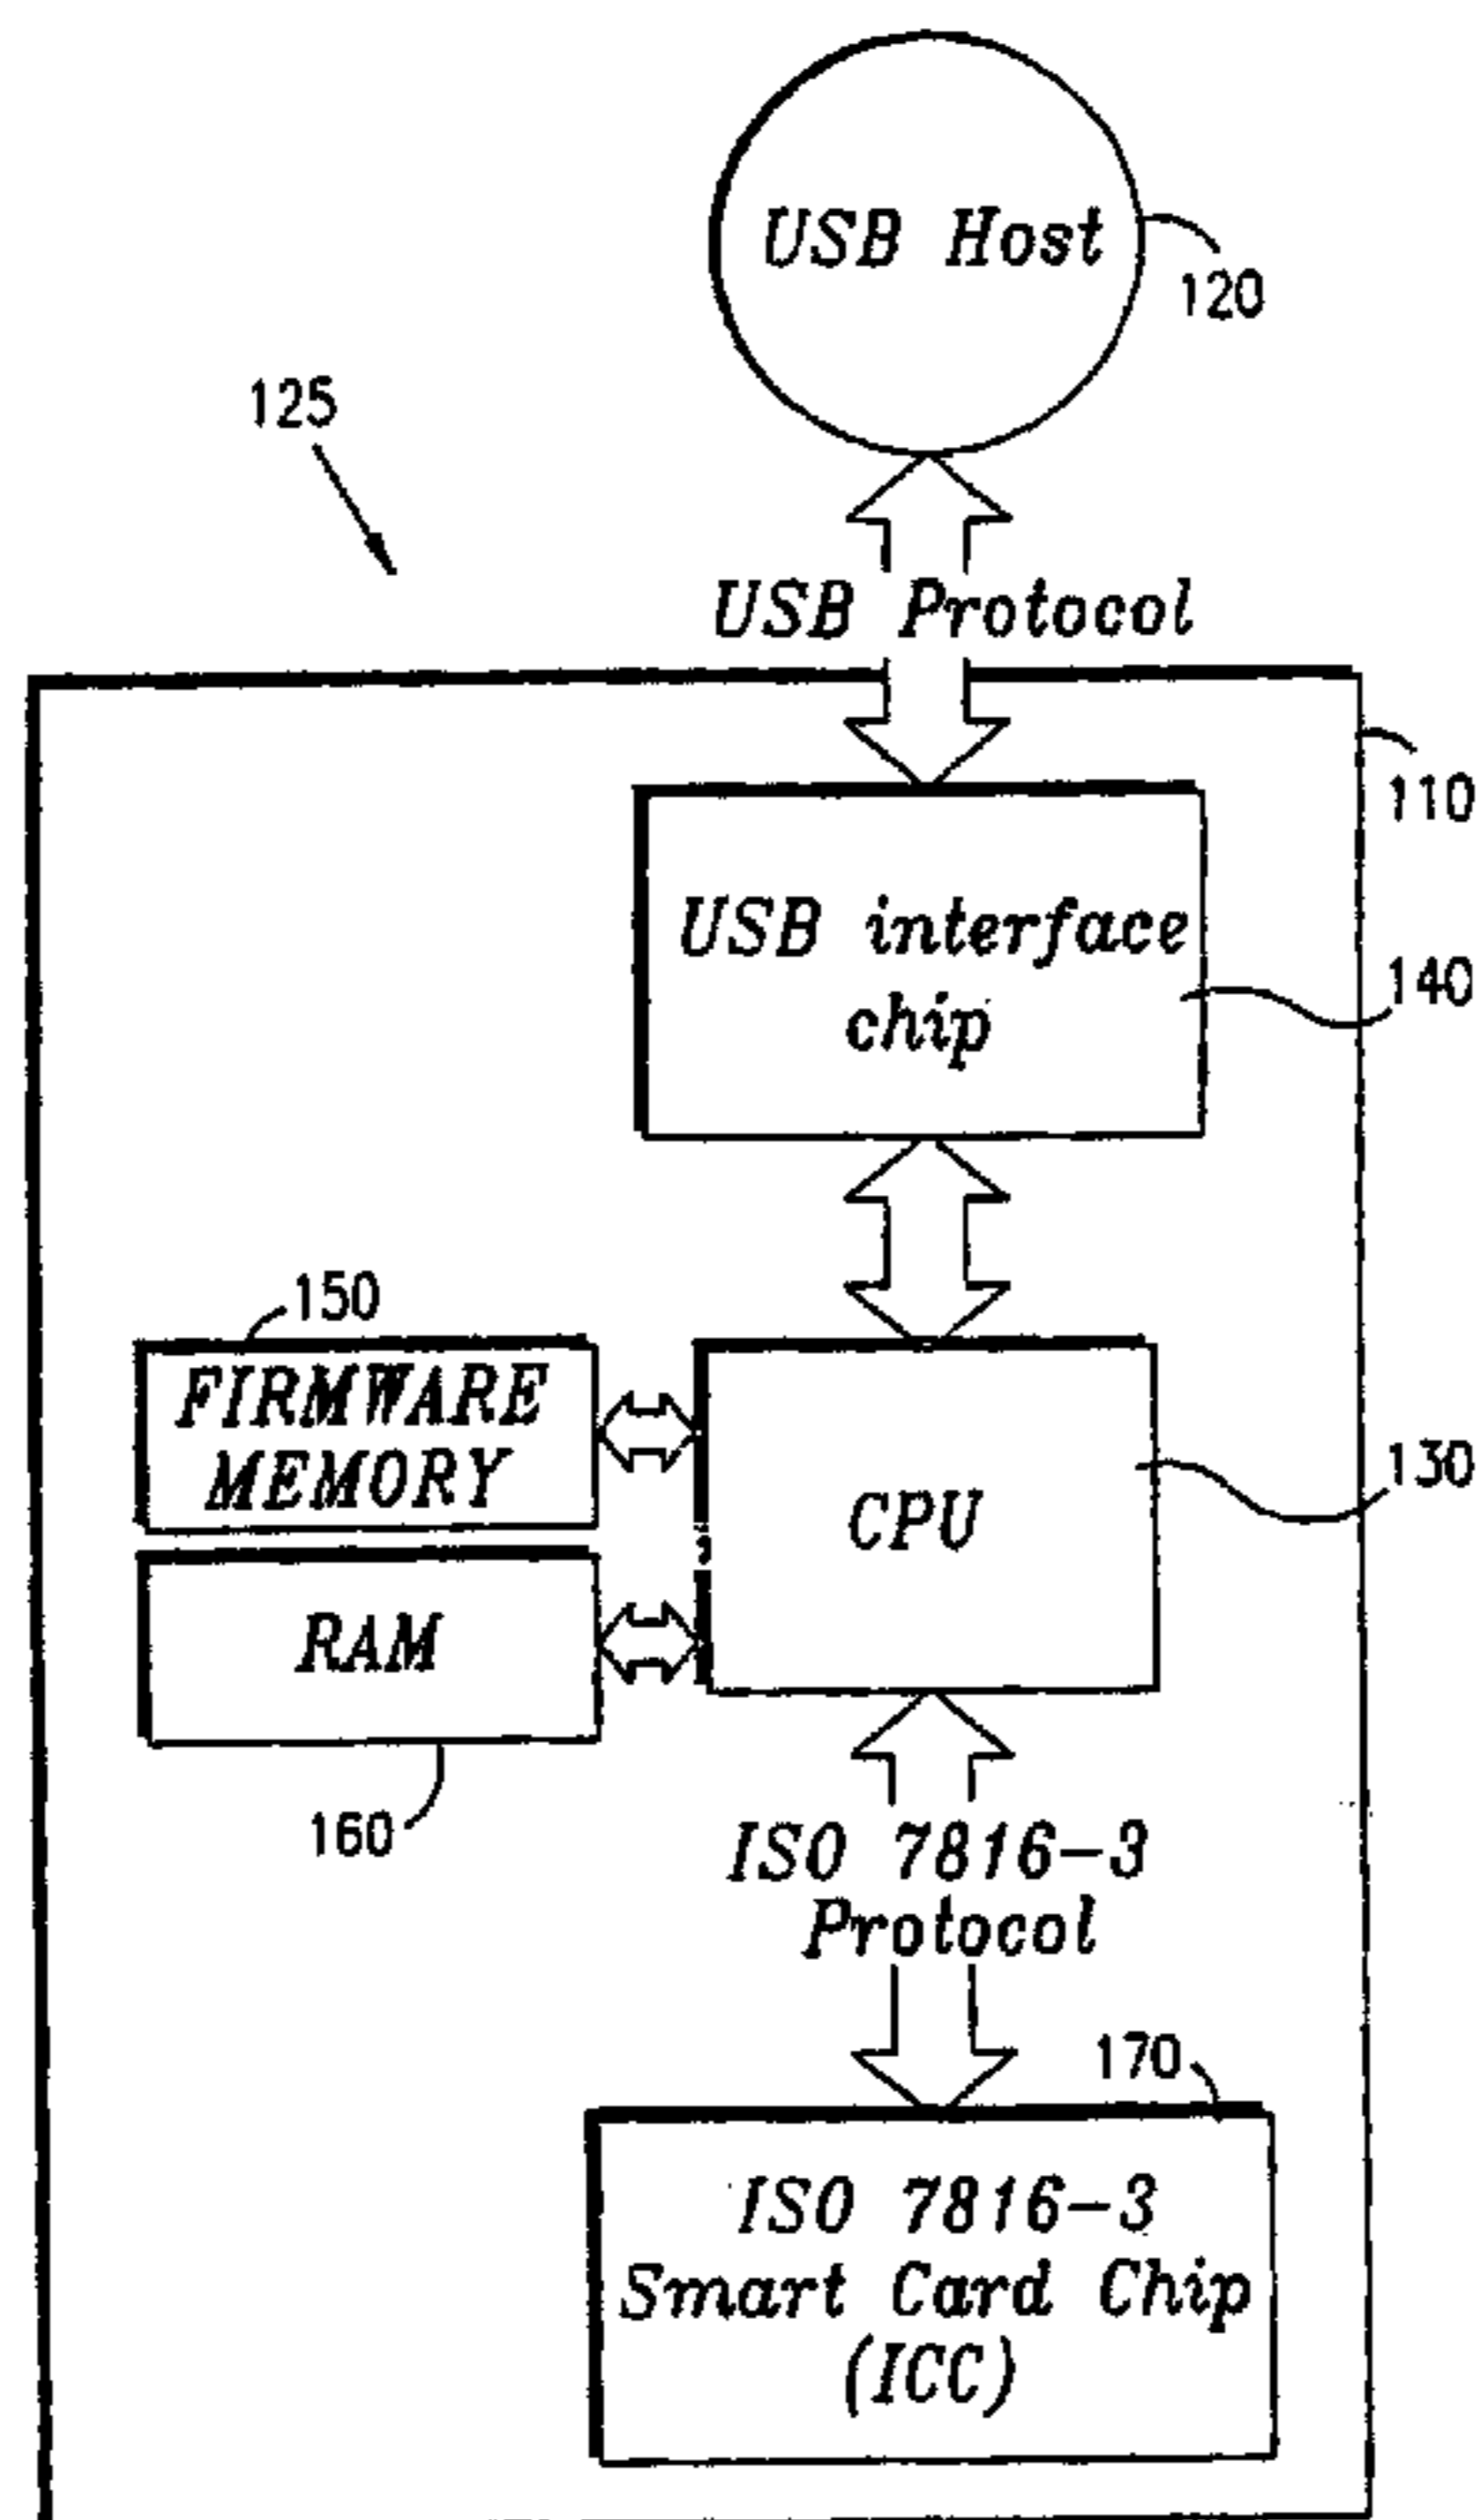 USB Host
120
125
USB Protocol
110
USB interface
chip
140
150
FIRMWARE
MEMORY
CPU
130
RAM
160
ISO 7816-3
Protocol
170
ISO 7816-3
Smart Card Chip
(ICC)